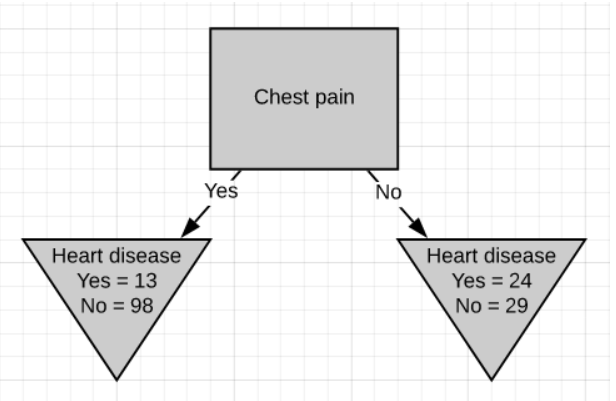 Chest pain
Yes
No
Heart disease
Yes = 13
No = 98
Heart disease
Yes = 24
No = 29